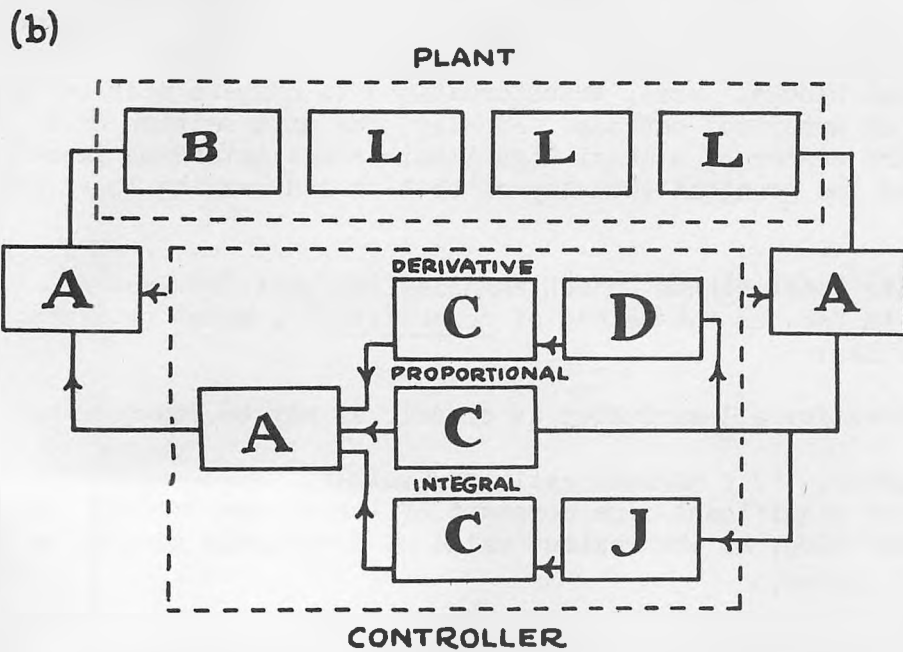 (b)
PLANT
B L L L
A A
DERIVATIVE
C D
PROPORTIONAL
A C
INTEGRAL
C J
CONTROLLER